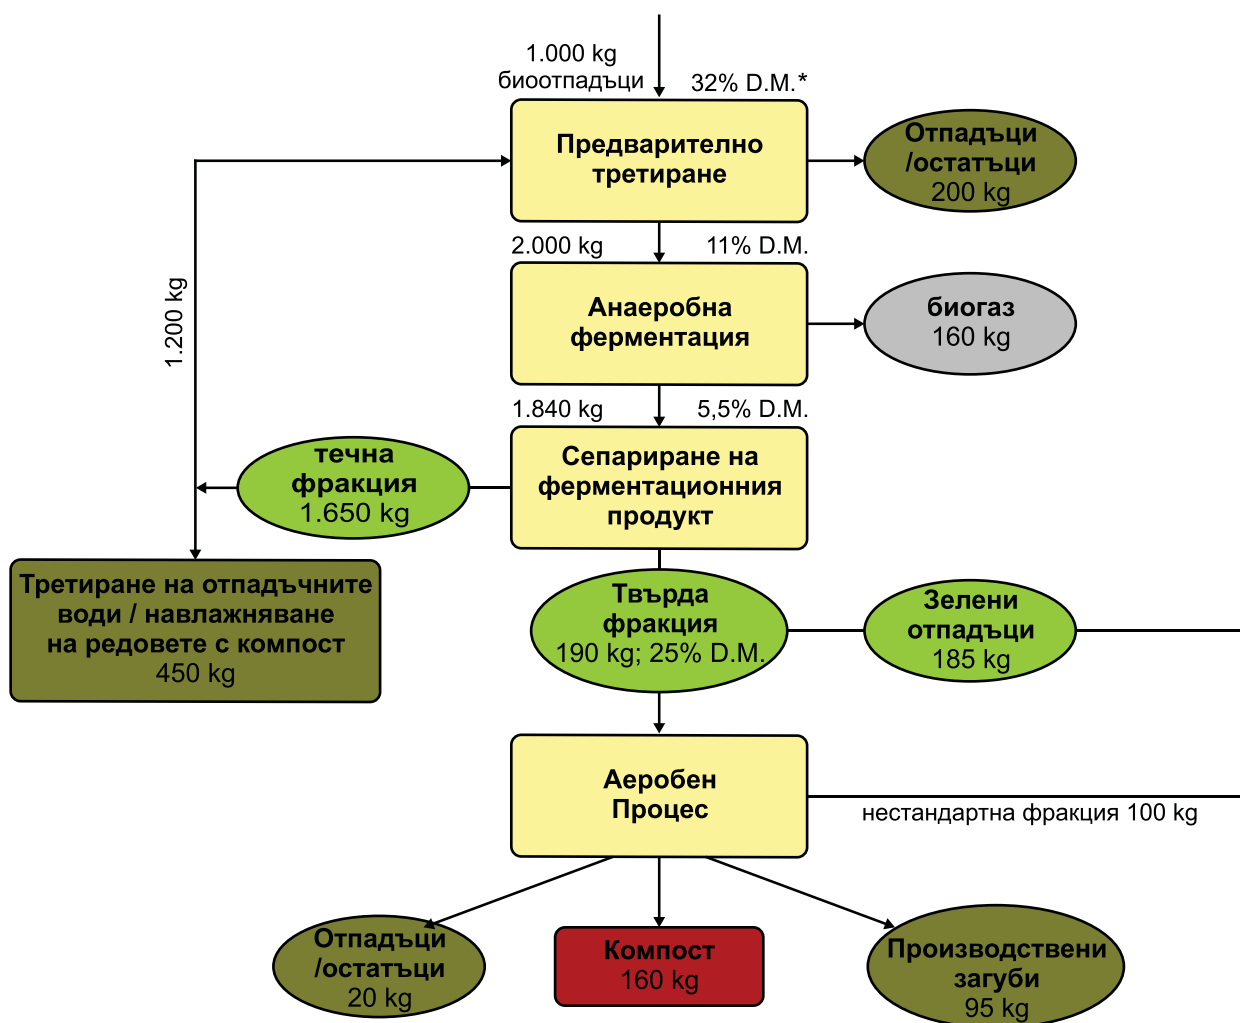 1.000 kg
биоотпадъци
32% D.M.*
Предварително
третиране
Отпадъци
/остатъци
200 kg
2.000 kg
11% D.M.
1.200 kg
Анаеробна
ферментация
биогаз
160 kg
1.840 kg
5,5% D.M.
течна
фракция
1.650 kg
Сепариране на
ферментационния
продукт
Третиране на отпадъчните
води / навлажняване
на редовете с компост
450 kg
Твърда
фракция
190 kg; 25% D.M.
Зелени
отпадъци
185 kg
Аеробен
Процес
нестандартна фракция 100 kg
Отпадъци
/остатъци
20 kg
Компост
160 kg
Производствени
загуби
95 kg